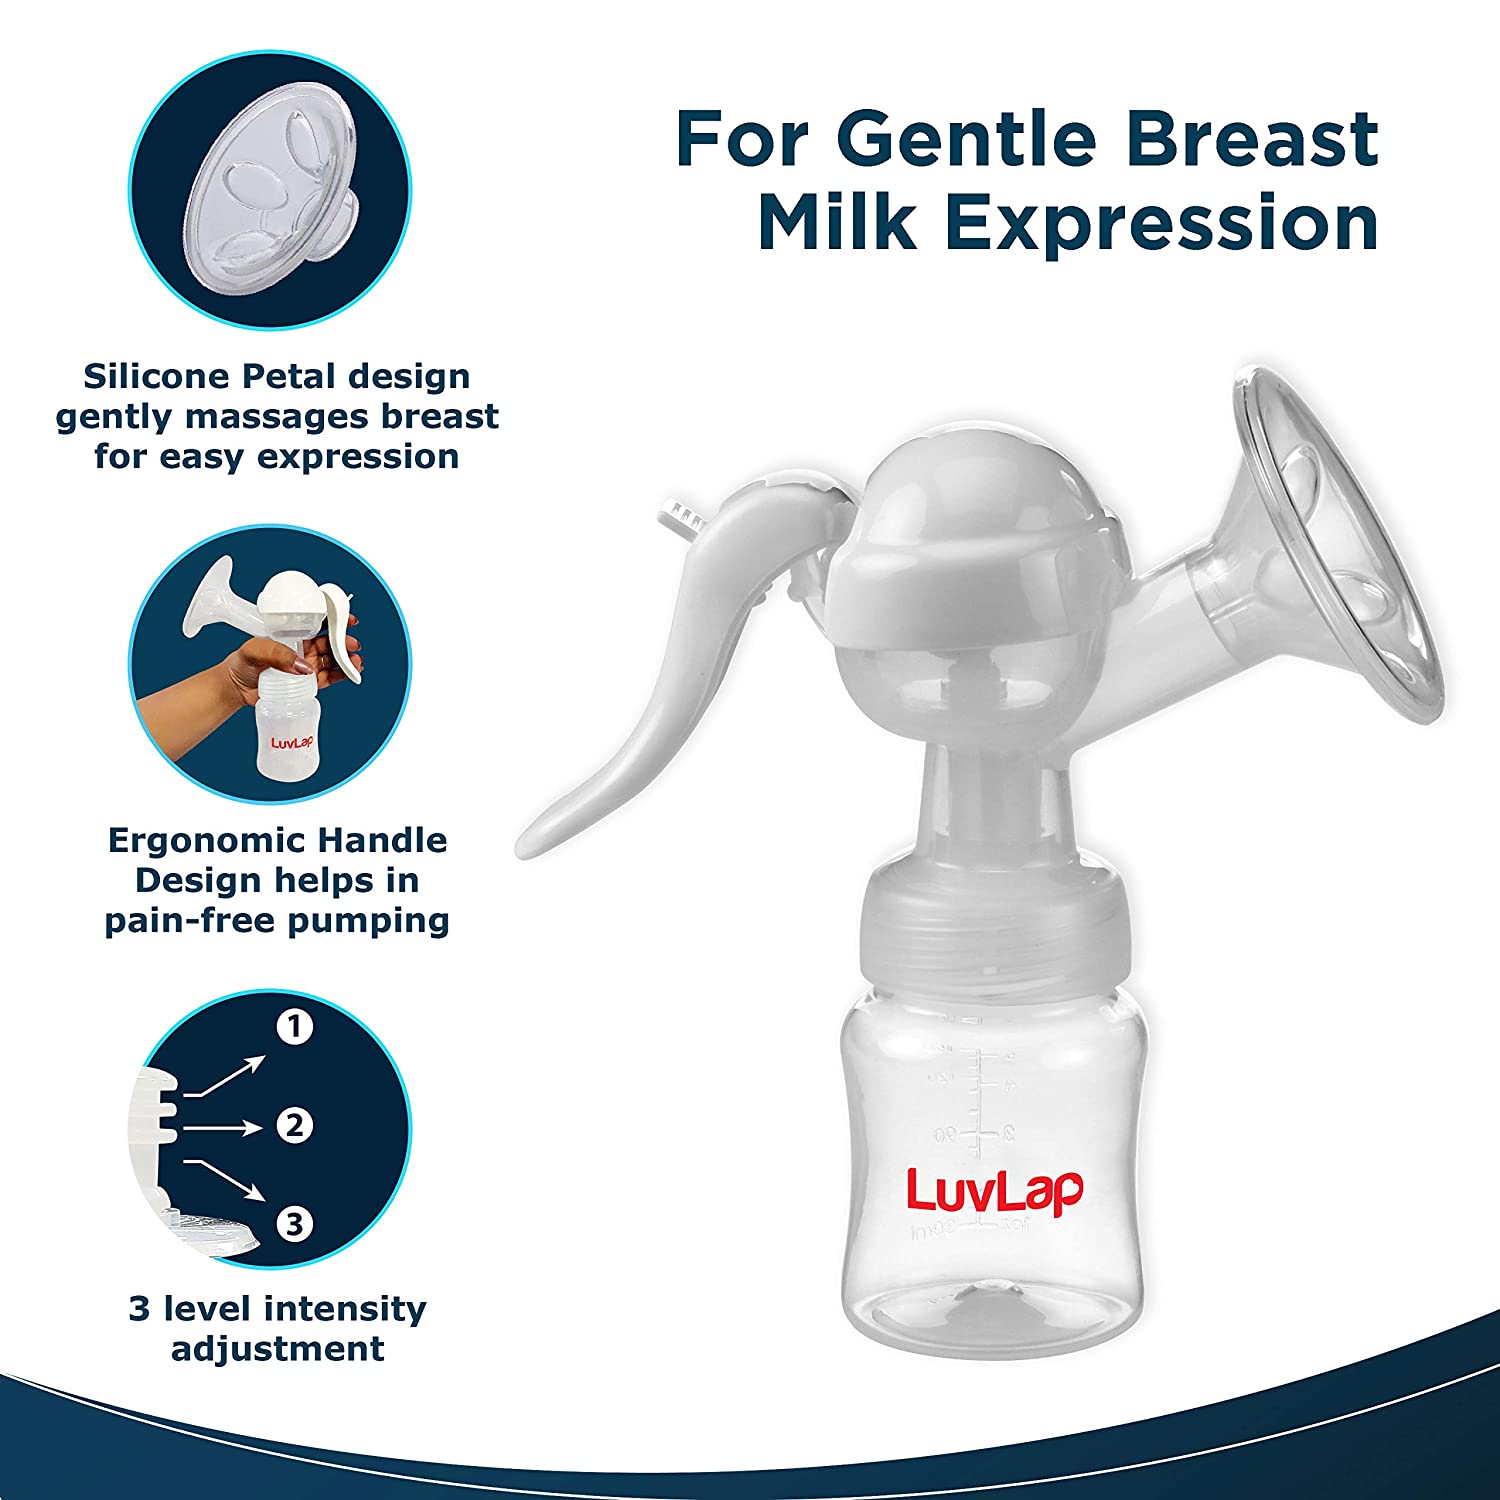 For Gentle Breast
Milk Expression
Silicone Petal design
gently massages breast
for easy expression
LuvLap
Ergonomic Handle
Design helps in
pain-free pumping
1
2
3
3 level intensity
adjustment
90
LuvLap